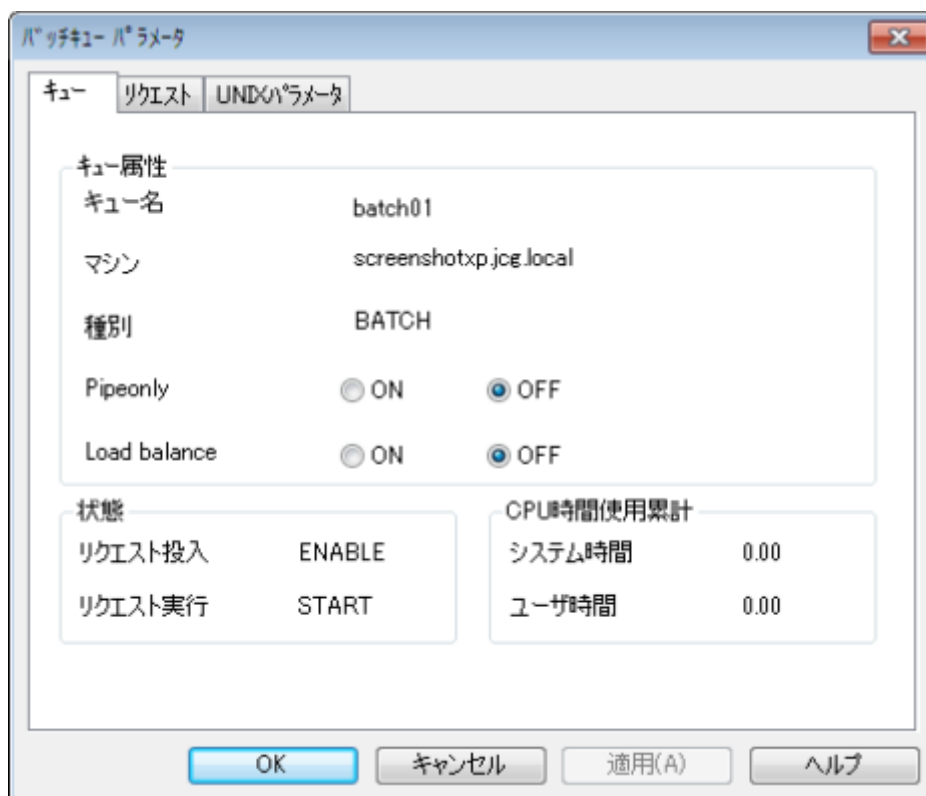 ﾊﾞｯﾁｷｭｰ ﾊﾟﾗﾒｰﾀ
ｷｭｰ ﾘｸｴｽﾄ UNIXﾊﾟﾗﾒｰﾀ
ｷｭｰ属性
キュー名 batch01
マシン screenshotxp.jcg.local
種別 BATCH
Pipeonly ON OFF
Load balance ON OFF
状態
ﾘｸｴｽﾄ投入 ENABLE
ﾘｸｴｽﾄ実行 START
CPU時間使用累計
システム時間 0.00
ユーザ時間 0.00
OK キャンセル 適用(A) ヘルプ